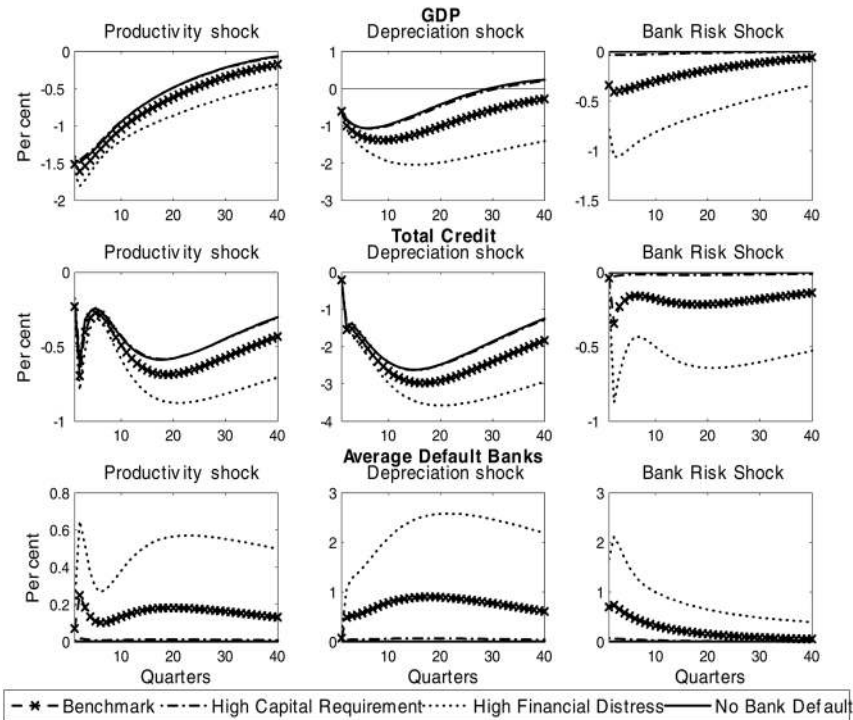 GDP
Productivity shock Depreciation shock Bank Risk Shock
Per cent
0 -0.5 -1 -1.5 -2
10 20 30 40
1 0 -1 -2 -3
10 20 30 40
0 -0.5 -1 -1.5
10 20 30 40
Total Credit
Productivity shock Depreciation shock Bank Risk Shock
Per cent
0 -0.5 -1
10 20 30 40
0 -1 -2 -3 -4
10 20 30 40
0 -0.5 -1
10 20 30 40
Average Default Banks
Productivity shock Depreciation shock Bank Risk Shock
Per cent
0.8 0.6 0.4 0.2 0
10 20 30 40
3 2 1 0
10 20 30 40
3 2 1 0
10 20 30 40
Quarters Quarters Quarters
Benchmark High Capital Requirement High Financial Distress No Bank Default